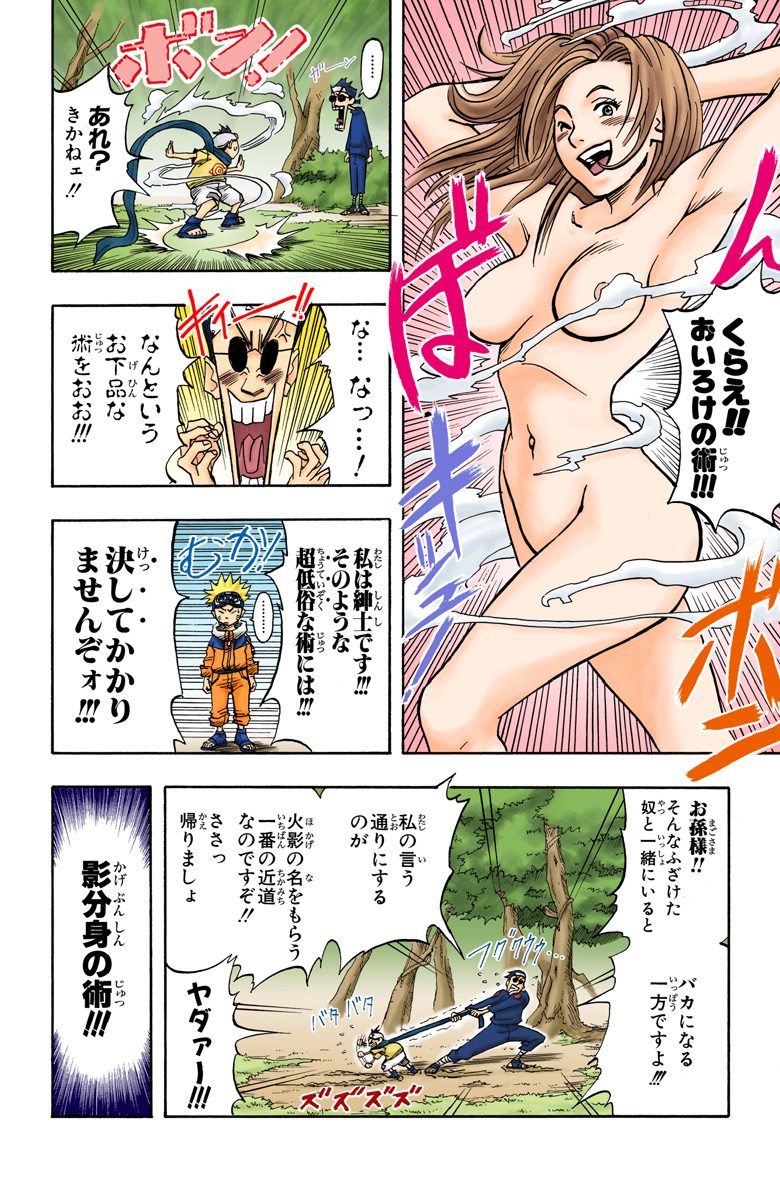 くらえ!!
おいろけの術!!!
ばん
ボン
キュッ
ボン!!
………
ガーン
あれ?
きかねェ!!
な… なっ…!
なんという
お下品な
術をおお!!!
キィー!!
私は紳士です!!!
そのような
超低俗な術には!!!
決してかかり
ませんぞォ!!!
むかっ!
………
お孫様!!
そんなふざけた
奴と一緒にいると
バカになる
一方ですよ!!!
私の言う
通りにする
のが
火影の名をもらう
一番の近道
なのですぞ!!
ささっ
帰りましょ
フグググゥゥ…
バタバタ
ズズズズズ
ヤダァー!!!
影分身の術!!!